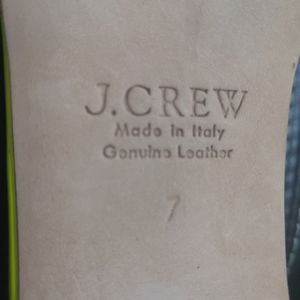 J.CREW
Made in Italy
Genuine Leather
7